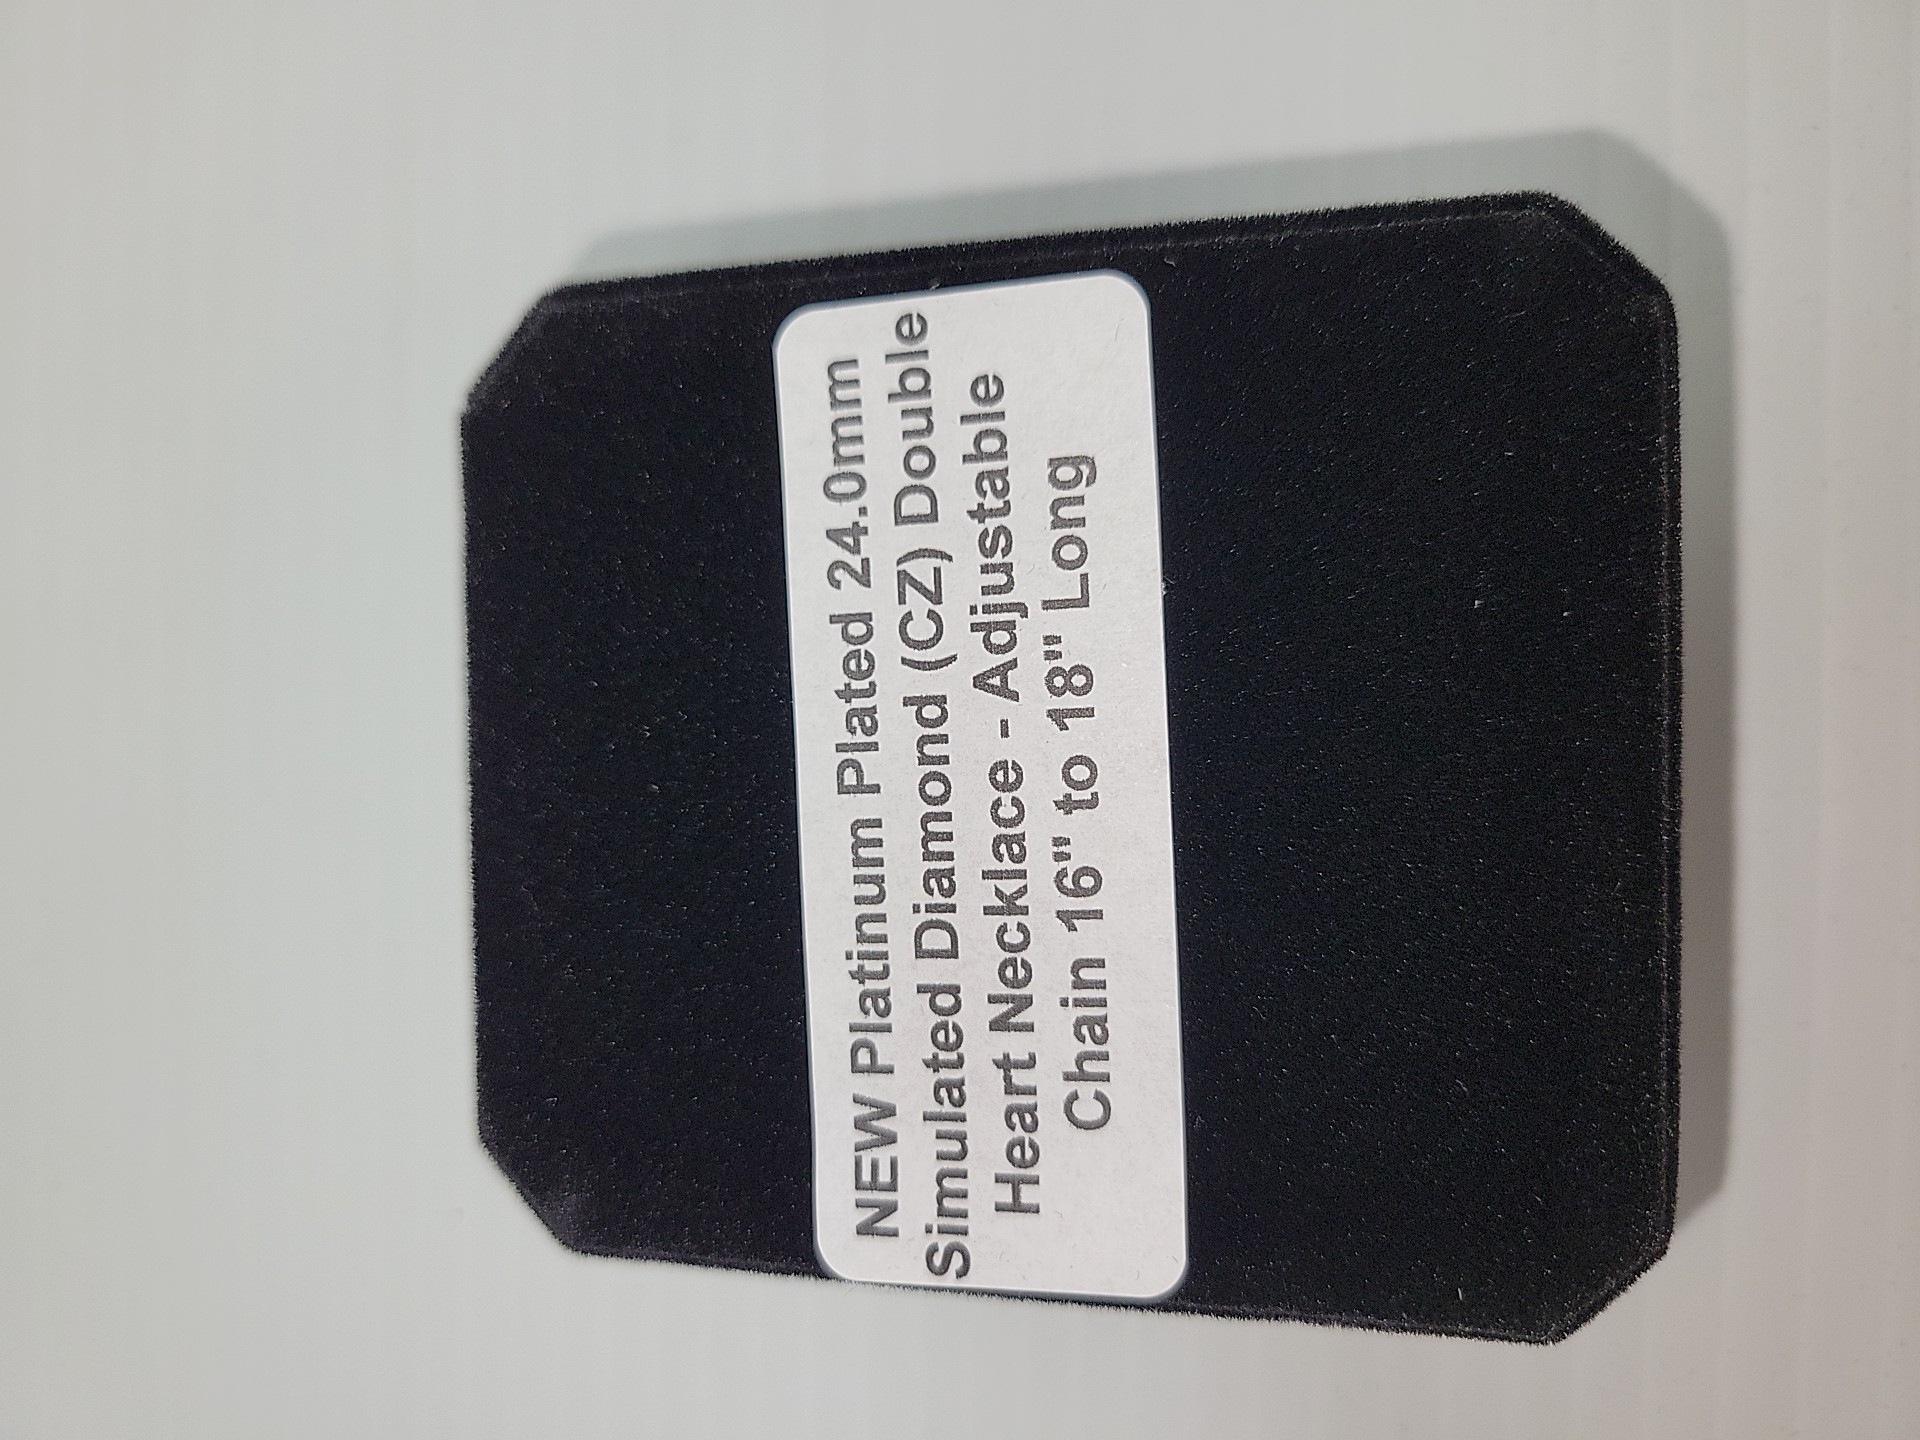 NEW Platinum Plated 24.0mm
Simulated Diamond (CZ) Double
Heart Necklace - Adjustable
Chain 16" to 18" Long